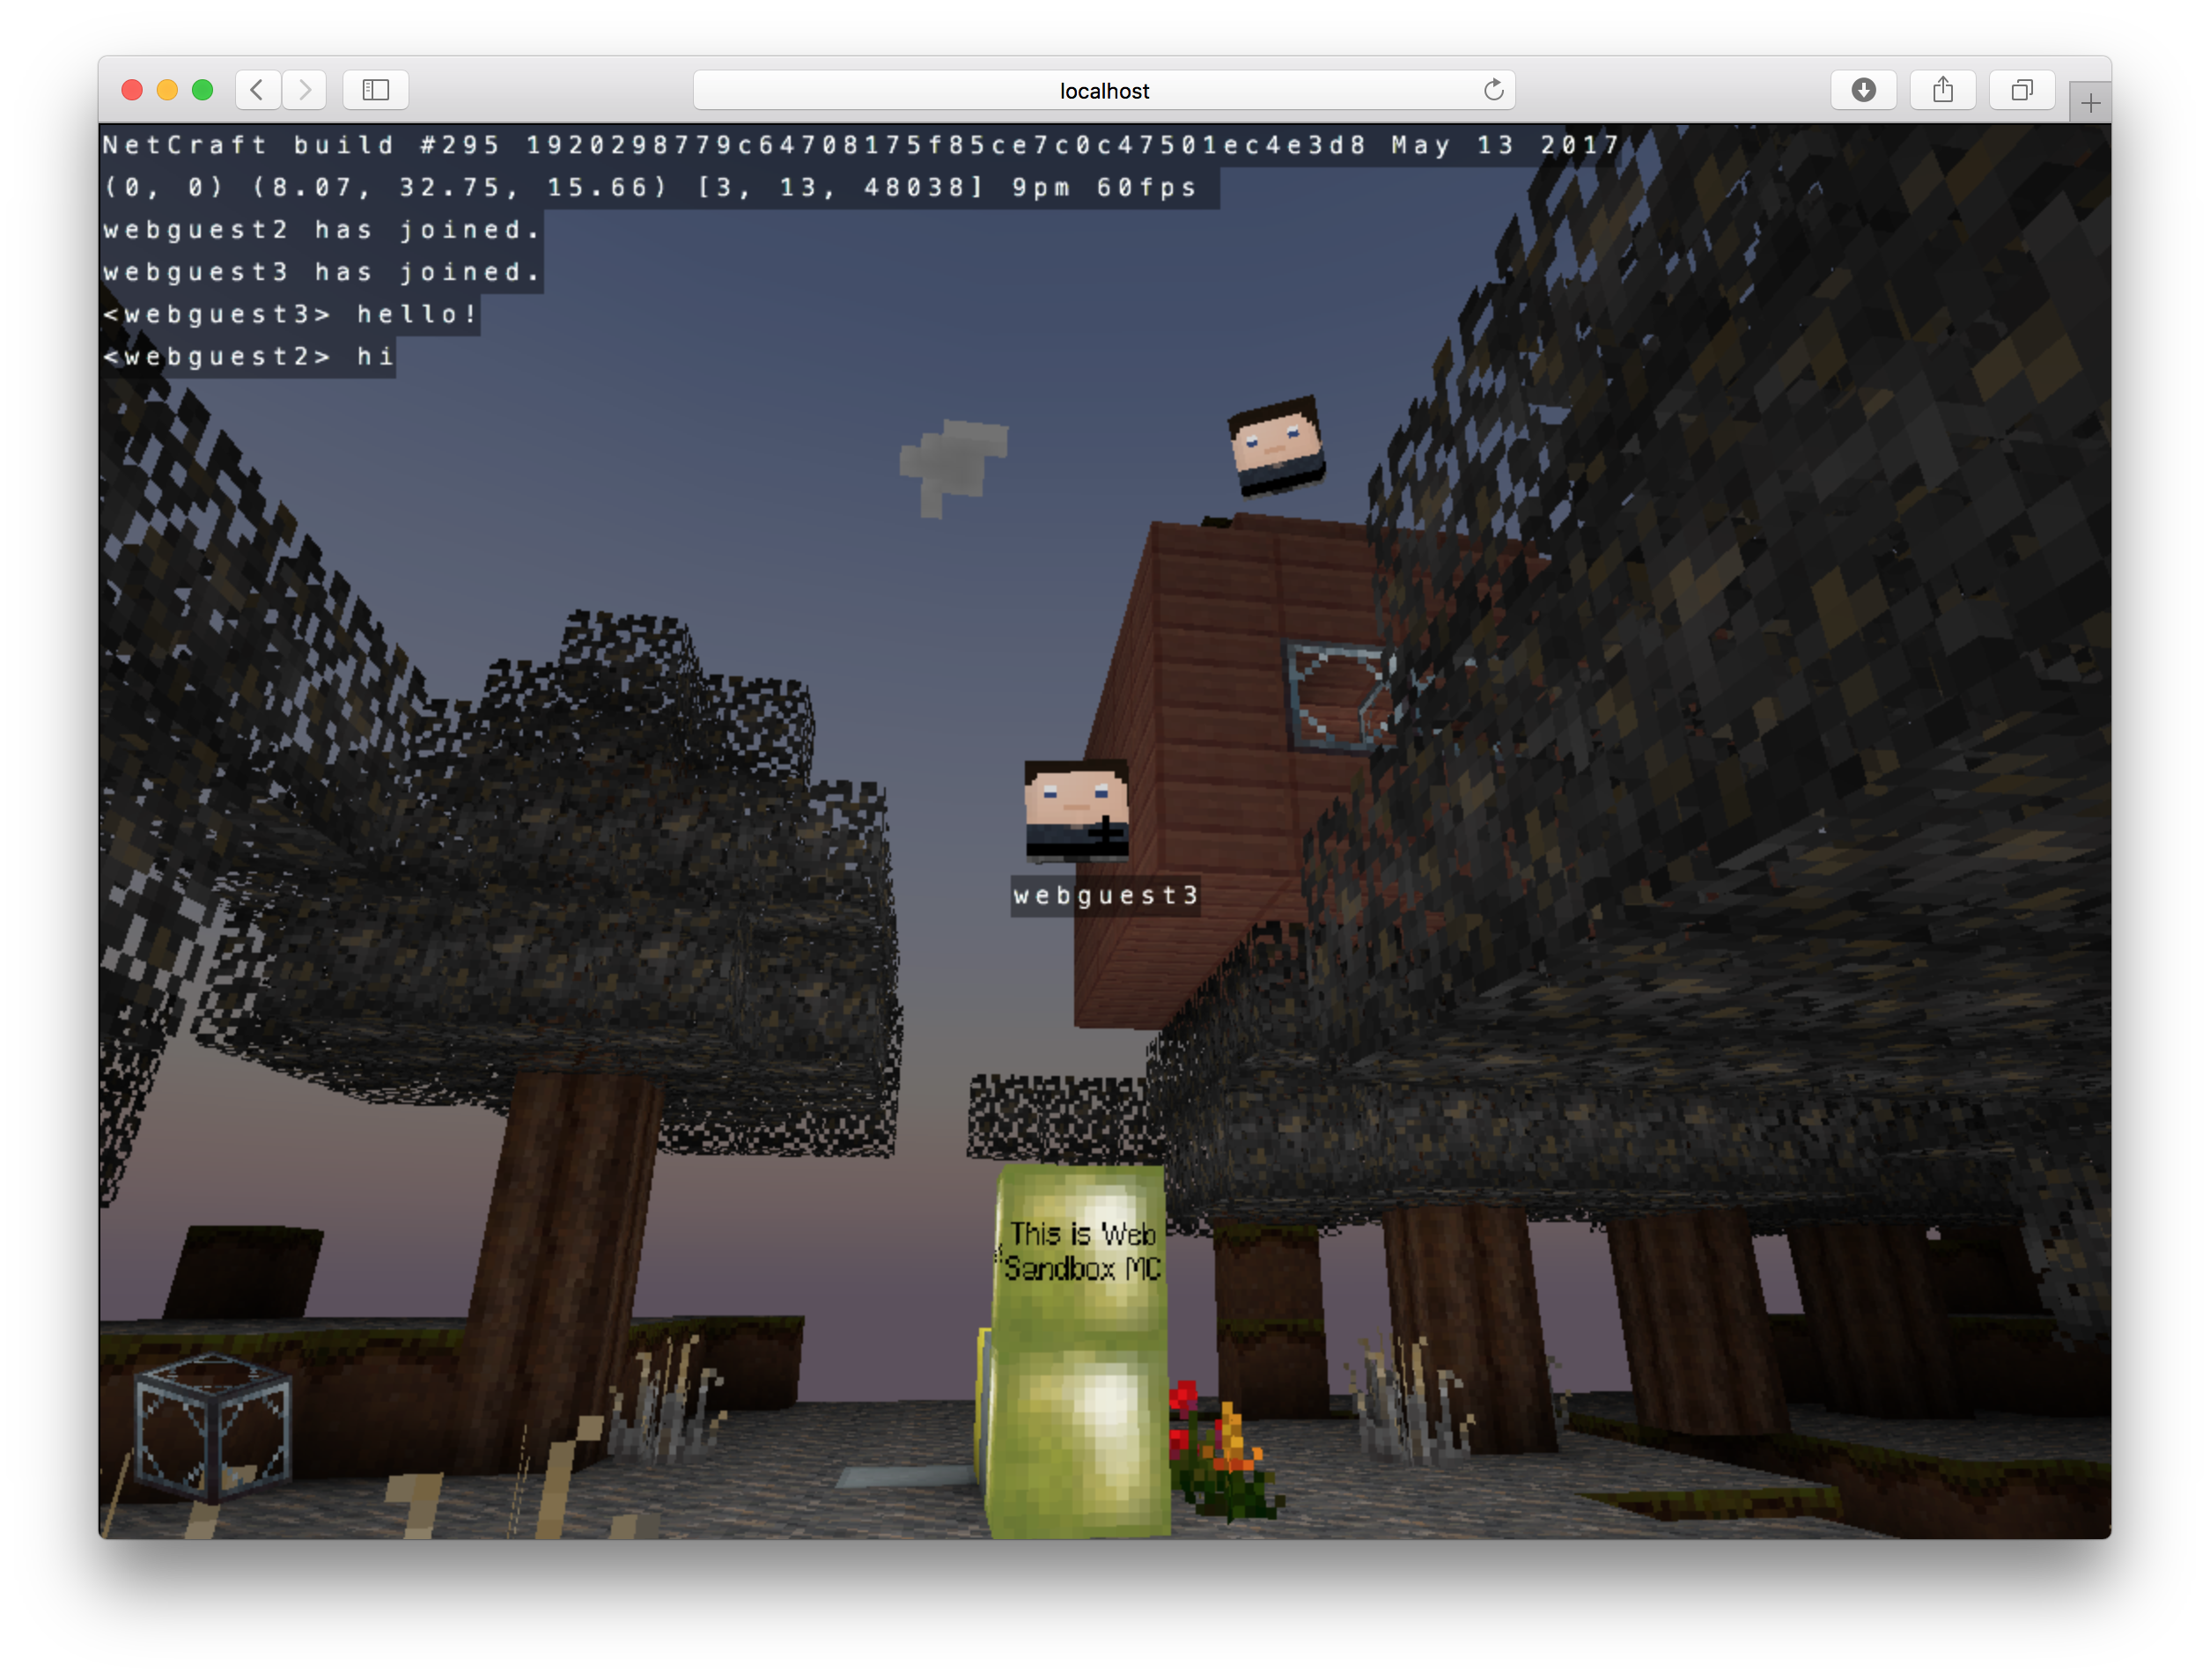 localhost
NetCraft build #295 1920298779c64708175f85ce7c0c47501ec4e3d8 May 13 2017
(0, 0) (8.07, 32.75, 15.66) [3, 13, 48038] 9pm 60fps
webguest2 has joined.
webguest3 has joined.
<webguest3> hello!
<webguest2> hi
webguest3
This is Web
Sandbox MC